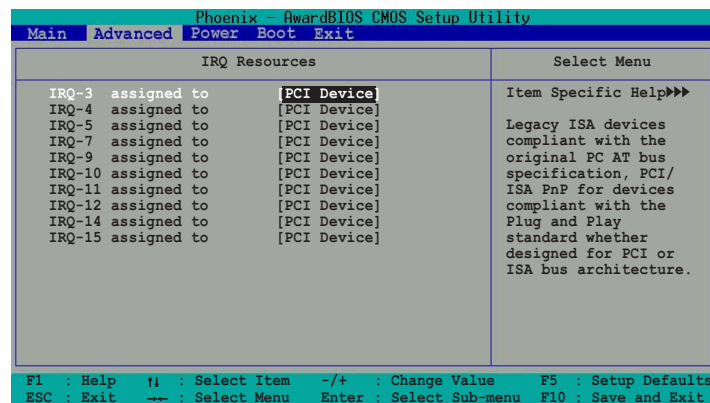 Phoenix - AwardBIOS CMOS Setup Utility
Main Advanced Power Boot Exit
IRQ Resources
Select Menu
IRQ-3 assigned to [PCI Device]
IRQ-4 assigned to [PCI Device]
IRQ-5 assigned to [PCI Device]
IRQ-7 assigned to [PCI Device]
IRQ-9 assigned to [PCI Device]
IRQ-10 assigned to [PCI Device]
IRQ-11 assigned to [PCI Device]
IRQ-12 assigned to [PCI Device]
IRQ-14 assigned to [PCI Device]
IRQ-15 assigned to [PCI Device]
Item Specific Help▶▶▶
Legacy ISA devices
compliant with the
original PC AT bus
specification, PCI/
ISA PnP for devices
compliant with the
Plug and Play
standard whether
designed for PCI or
ISA bus architecture.
F1 : Help ↑↓ : Select Item -/+ : Change Value F5 : Setup Defaults
ESC : Exit →← : Select Menu Enter : Select Sub-menu F10 : Save and Exit